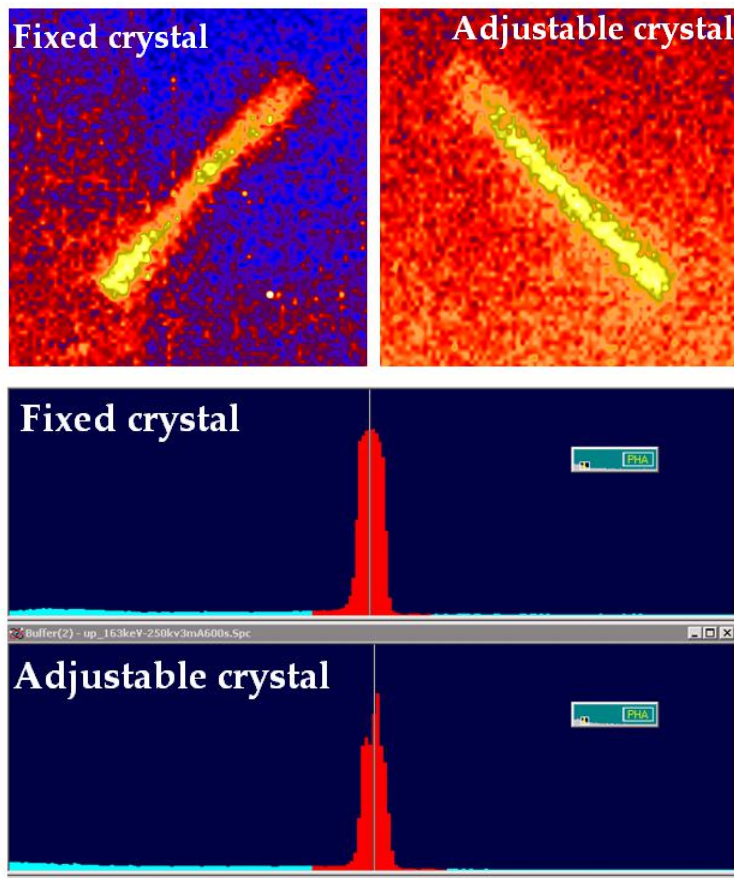 Fixed crystal
Adjustable crystal
Fixed crystal
PHA
Buffer(2) - up_163keV-250kv3mA600s.Spc
Adjustable crystal
PHA